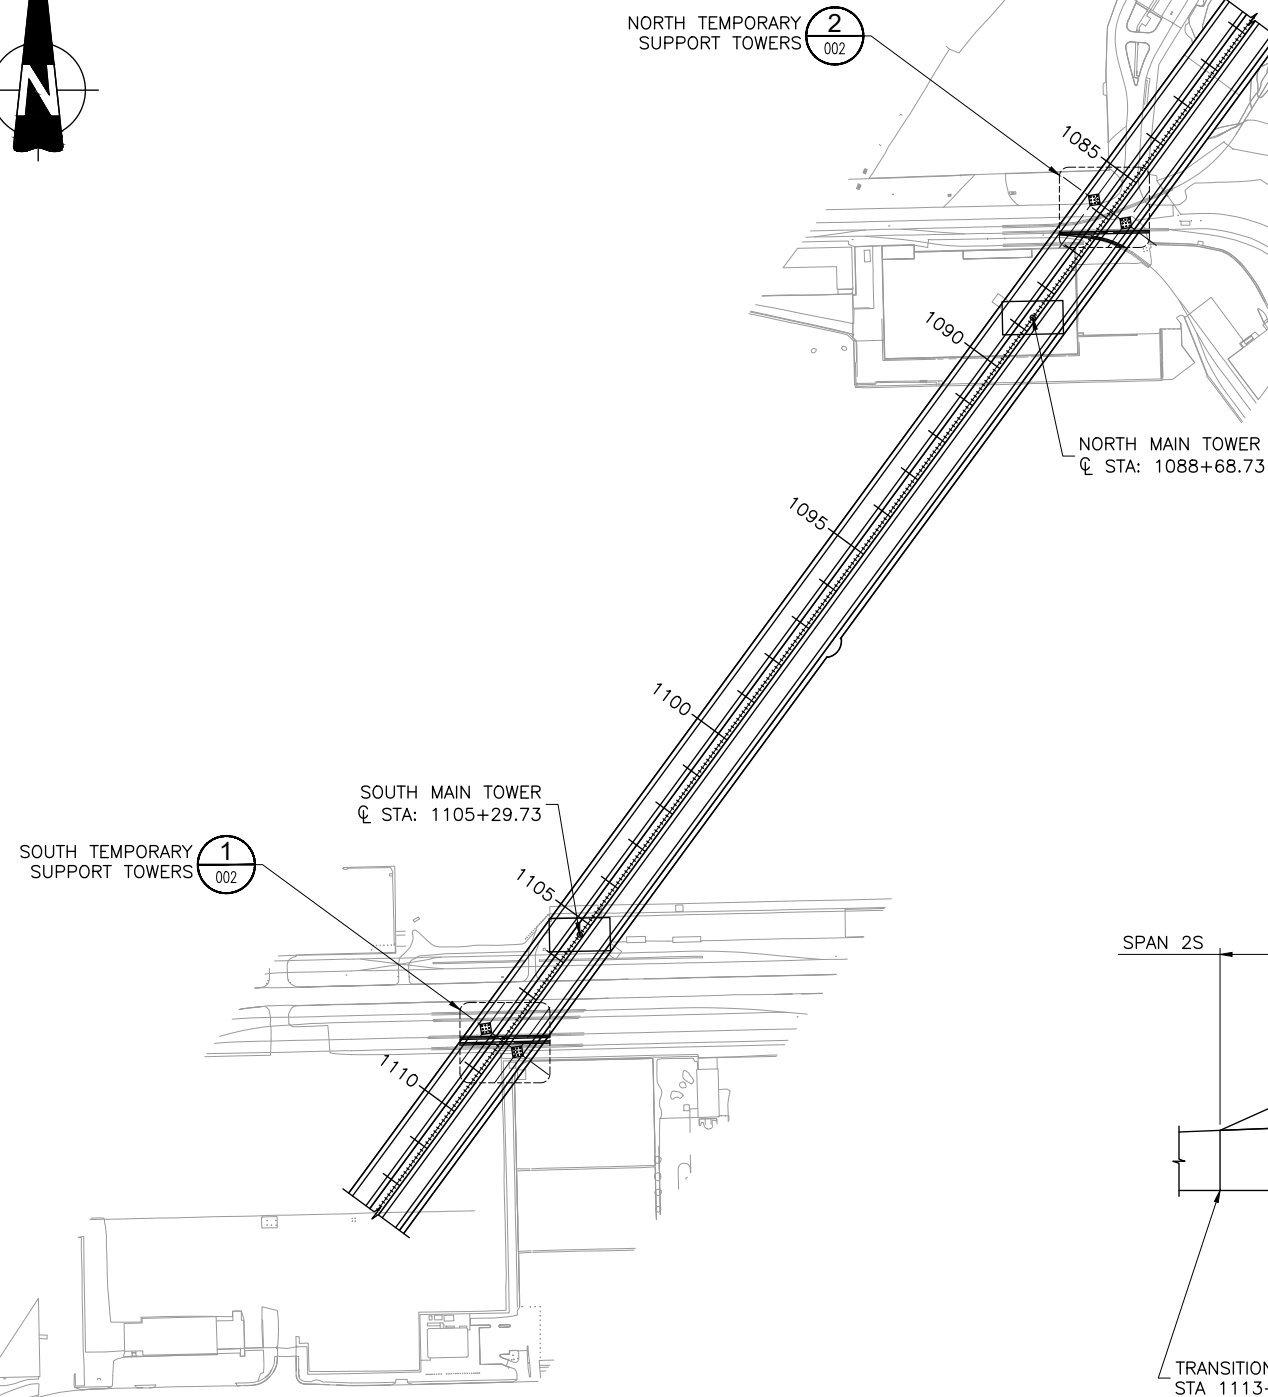 N
NORTH TEMPORARY
SUPPORT TOWERS
2
002
1085
1090
NORTH MAIN TOWER
℄ STA: 1088+68.73
1095
1100
SOUTH MAIN TOWER
℄ STA: 1105+29.73
SOUTH TEMPORARY
SUPPORT TOWERS
1
002
1105
1110
SPAN 2S
TRANSITION
STA 1113+